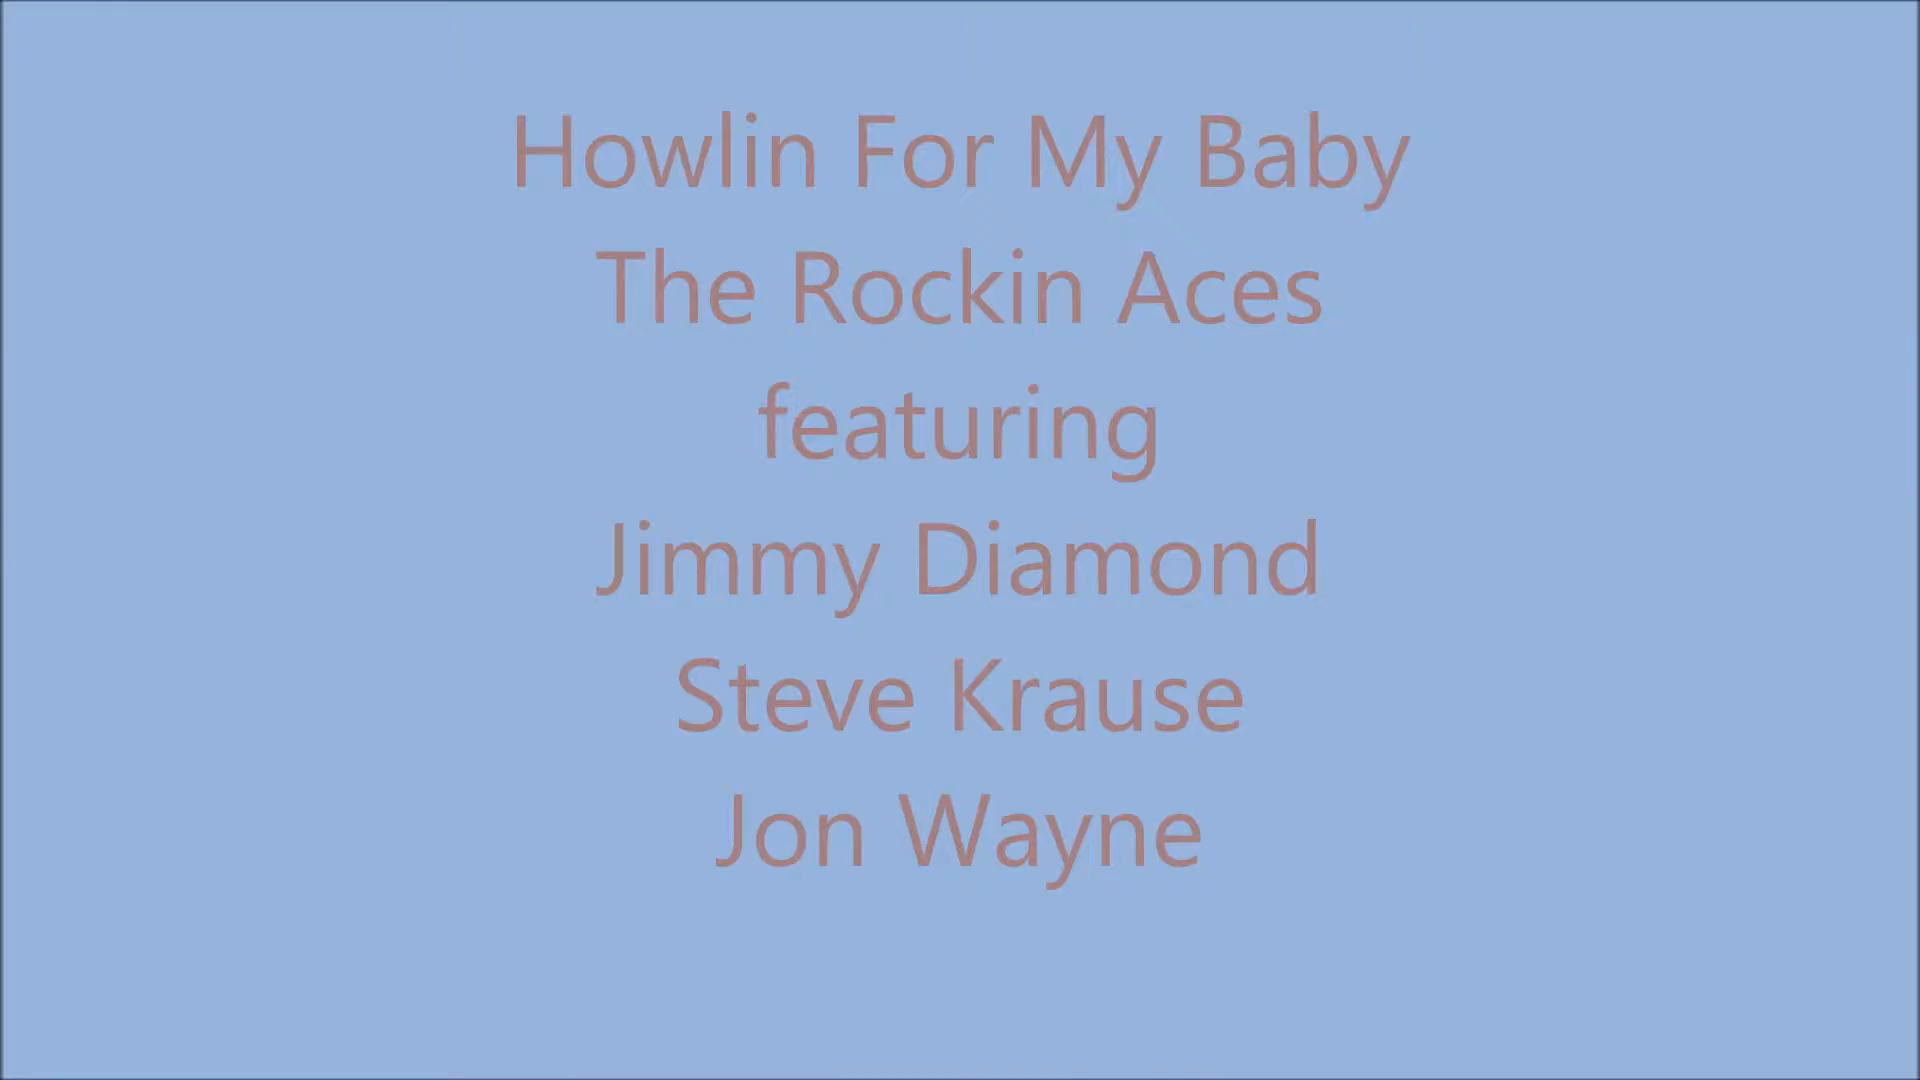 Howlin For My Baby
The Rockin Aces
featuring
Jimmy Diamond
Steve Krause
Jon Wayne